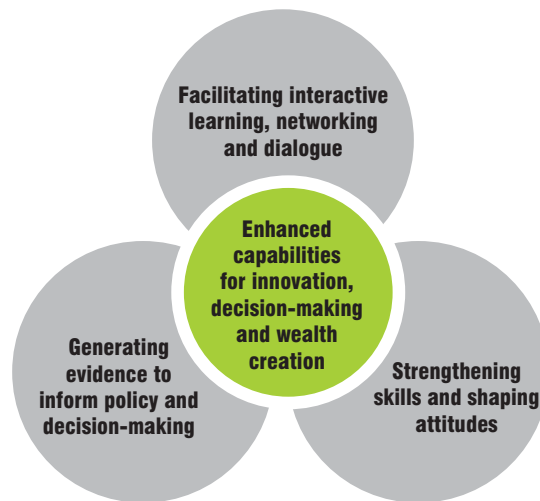 Facilitating interactive
learning, networking
and dialogue
Enhanced
capabilities
for innovation,
decision-making
and wealth
creation
Generating
evidence to
inform policy and
decision-making
Strengthening
skills and shaping
attitudes